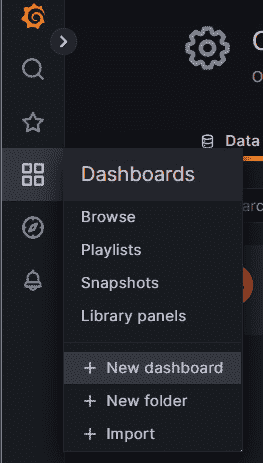 Data
Dashboards
Browse
Playlists
Snapshots
Library panels
+ New dashboard
+ New folder
+ Import